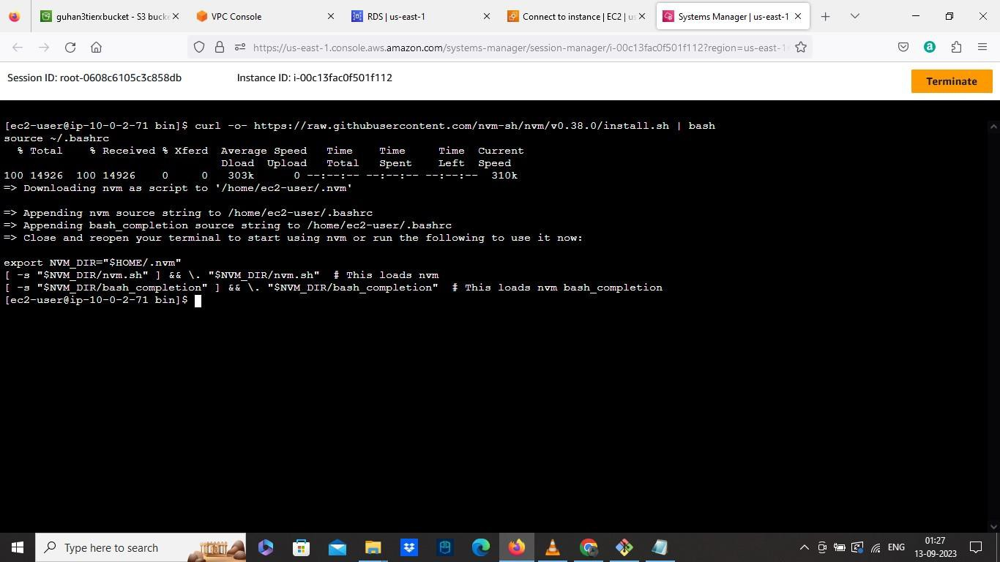 guhan3tierxbucket - S3 bucke
VPC Console
RDS | us-east-1
Connect to instance | EC2 | us
Systems Manager | us-east-1
https://us-east-1.console.aws.amazon.com/systems-manager/session-manager/i-00c13fac0f501f112?region=us-east-1
Session ID: root-0608c6105c3c858db
Instance ID: i-00c13fac0f501f112
Terminate
[ec2-user@ip-10-0-2-71 bin]$ curl -o- https://raw.githubusercontent.com/nvm-sh/nvm/v0.38.0/install.sh | bash
source ~/.bashrc
% Total % Received % Xferd Average Speed Time Time Time Current
Dload Upload Total Spent Left Speed
100 14926 100 14926 0 0 303k 0 --:--:-- --:--:-- --:--:-- 310k
=> Downloading nvm as script to '/home/ec2-user/.nvm'
=> Appending nvm source string to /home/ec2-user/.bashrc
=> Appending bash_completion source string to /home/ec2-user/.bashrc
=> Close and reopen your terminal to start using nvm or run the following to use it now:
export NVM_DIR="$HOME/.nvm"
[ -s "$NVM_DIR/nvm.sh" ] && \. "$NVM_DIR/nvm.sh" # This loads nvm
[ -s "$NVM_DIR/bash_completion" ] && \. "$NVM_DIR/bash_completion" # This loads nvm bash_completion
[ec2-user@ip-10-0-2-71 bin]$
Type here to search
ENG
01:27
13-09-2023